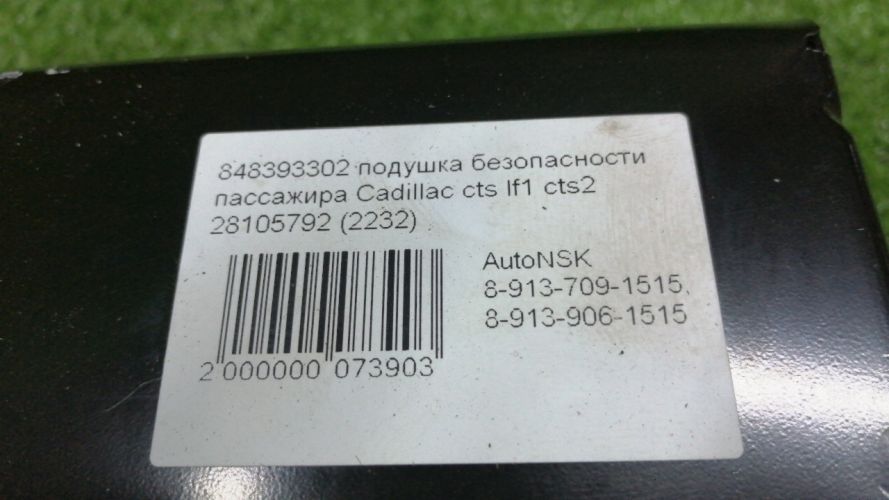 848393302 подушка безопасности
пассажира Cadillac cts lf1 cts2
28105792 (2232)
AutoNSK
8-913-709-1515,
8-913-906-1515
2 000000 073903